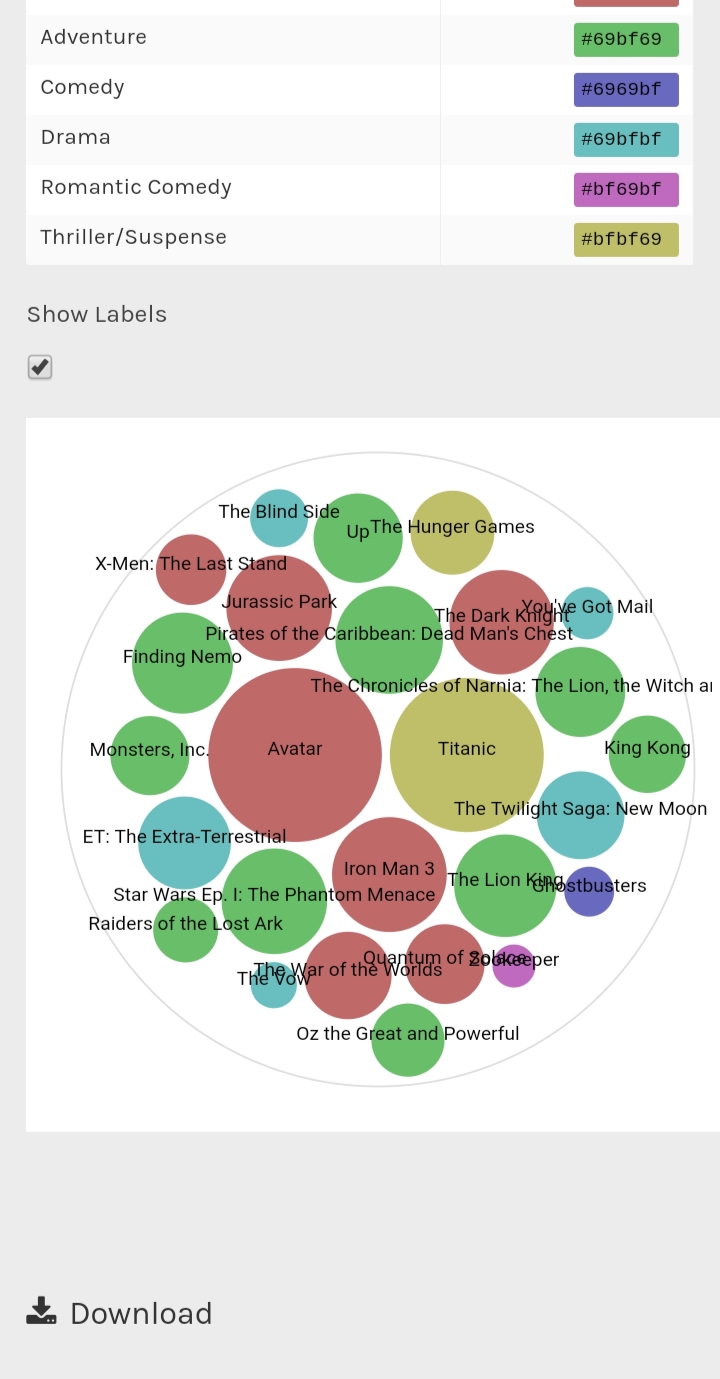 Adventure #69bf69
Comedy #6969bf
Drama #69bfbf
Romantic Comedy #bf69bf
Thriller/Suspense #bfbf69
Show Labels
The Blind Side
Up
The Hunger Games
X-Men: The Last Stand
Jurassic Park
You've Got Mail
The Dark Knight
Pirates of the Caribbean: Dead Man's Chest
Finding Nemo
The Chronicles of Narnia: The Lion, the Witch
Monsters, Inc.
Avatar
Titanic
King Kong
The Twilight Saga: New Moon
ET: The Extra-Terrestrial
Iron Man 3
The Lion King
Ghostbusters
Star Wars Ep. I: The Phantom Menace
Raiders of the Lost Ark
Quantum of Solace
Zookeeper
The War of the Worlds
The Vow
Oz the Great and Powerful
Download